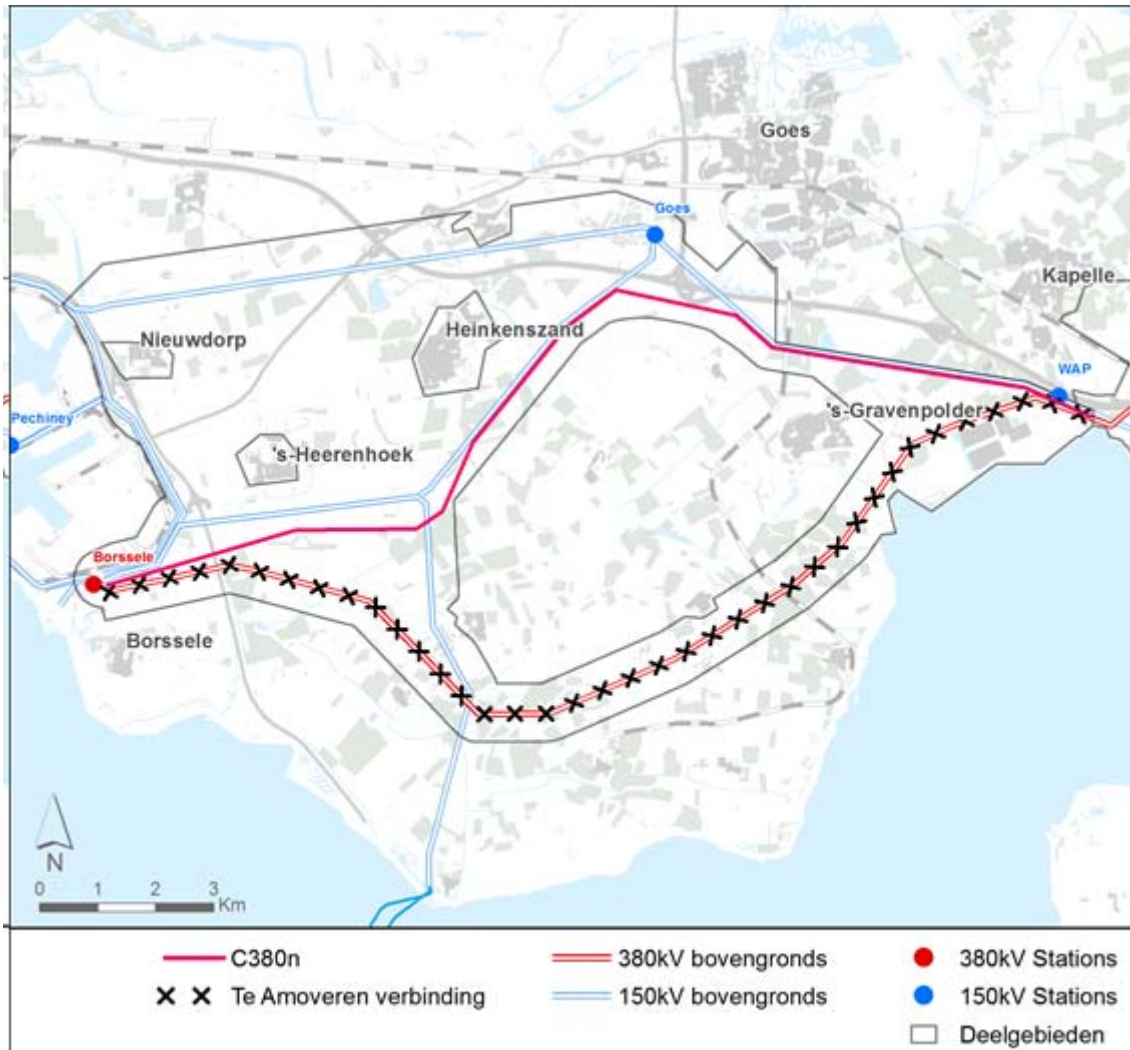 Goes
Goes
Kapelle
Nieuwdorp
Heinkenszand
WAP
Pechiney
's-Gravenpolder
's-Heerenhoek
Borssele
Borssele
N
0 1 2 3
Km
C380n 380kV bovengronds 380kV Stations
Te Amoveren verbinding 150kV bovengronds 150kV Stations
Deelgebieden